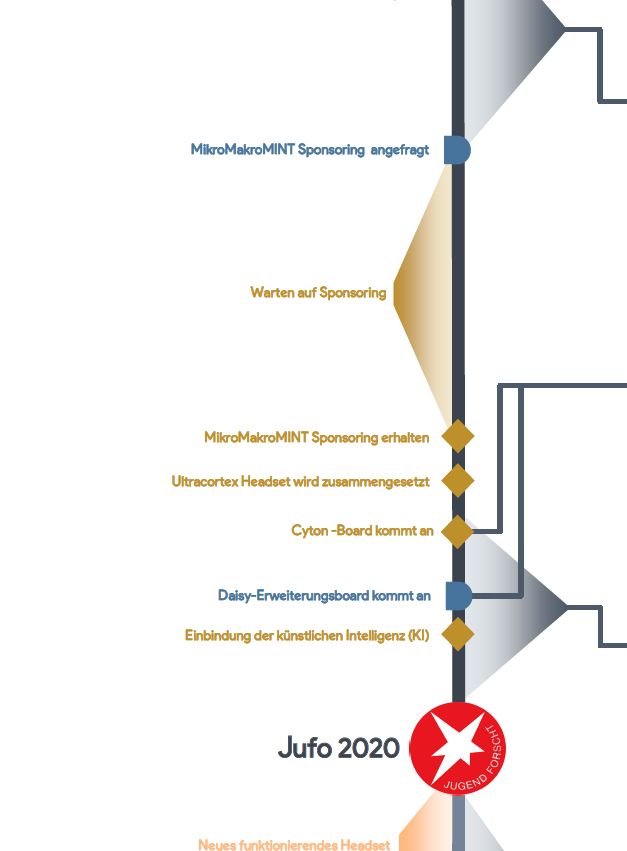 MikroMakroMINT Sponsoring angefragt
Warten auf Sponsoring
MikroMakroMINT Sponsoring erhalten
Ultracortex Headset wird zusammengesetzt
Cyton -Board kommt an
Daisy-Erweiterungsboard kommt an
Einbindung der künstlichen Intelligenz (KI)
Jufo 2020
JUGEND FORSCHT
Neues funktionierendes Headset